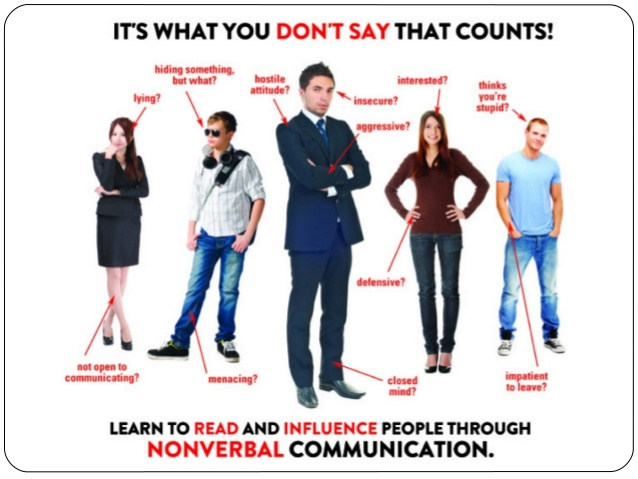 IT'S WHAT YOU DON'T SAY THAT COUNTS!
lying?
hiding something,
but what?
hostile
attitude?
insecure?
aggressive?
interested?
thinks
you're
stupid?
defensive?
not open to
communicating?
menacing?
closed
mind?
impatient
to leave?
LEARN TO READ AND INFLUENCE PEOPLE THROUGH
NONVERBAL COMMUNICATION.